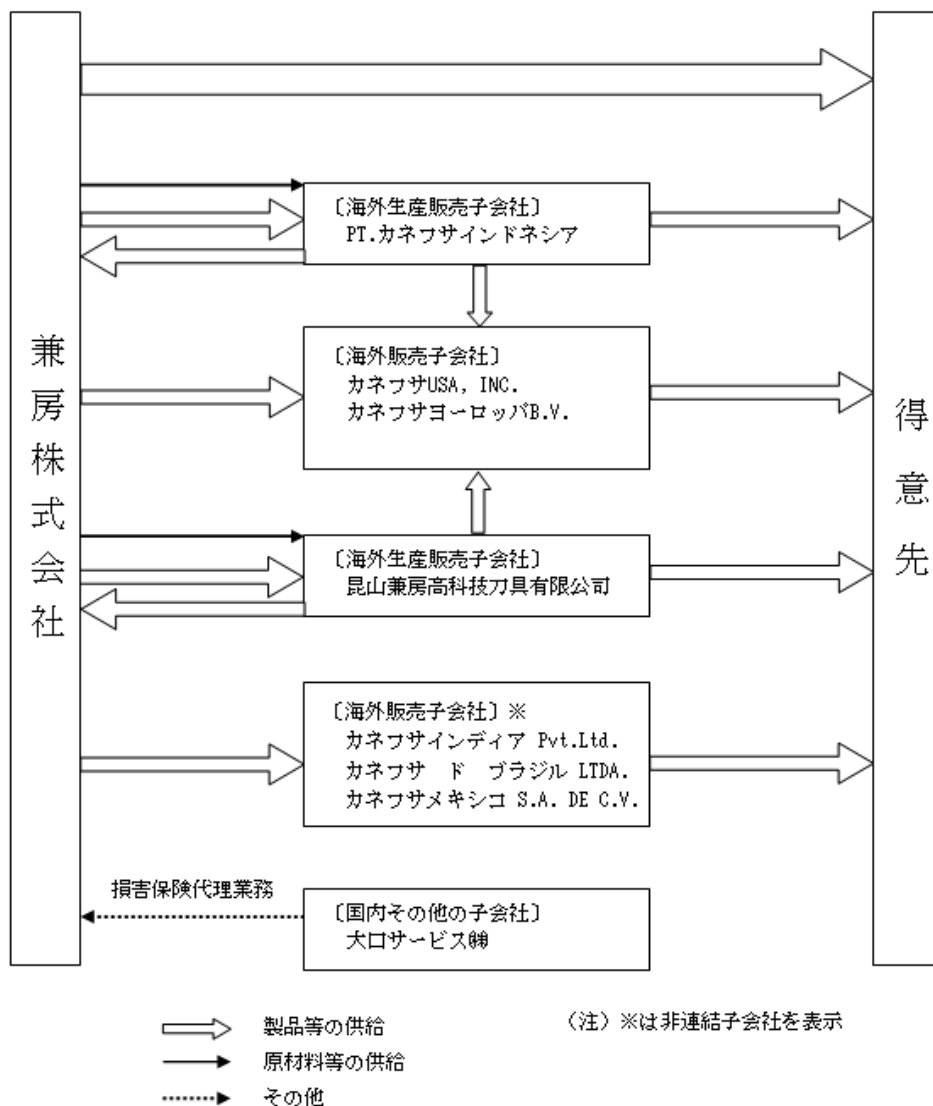 兼房株式会社
〔海外生産販売子会社〕
PT.カネフサインドネシア
〔海外販売子会社〕
カネフサUSA, INC.
カネフサヨーロッパB.V.
〔海外生産販売子会社〕
昆山兼房高科技刀具有限公司
〔海外販売子会社〕※
カネフサインディア Pvt.Ltd.
カネフサ ド ブラジル LTDA.
カネフサメキシコ S.A. DE C.V.
損害保険代理業務
〔国内その他の子会社〕
大口サービス㈱
得意先
製品等の供給
原材料等の供給
その他
(注)※は非連結子会社を表示